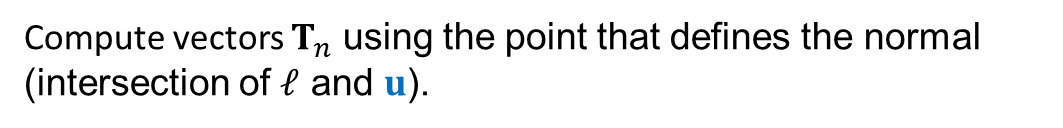 Compute vectors 𝐓ₙ using the point that defines the normal
(intersection of ℓ and 𝐮).